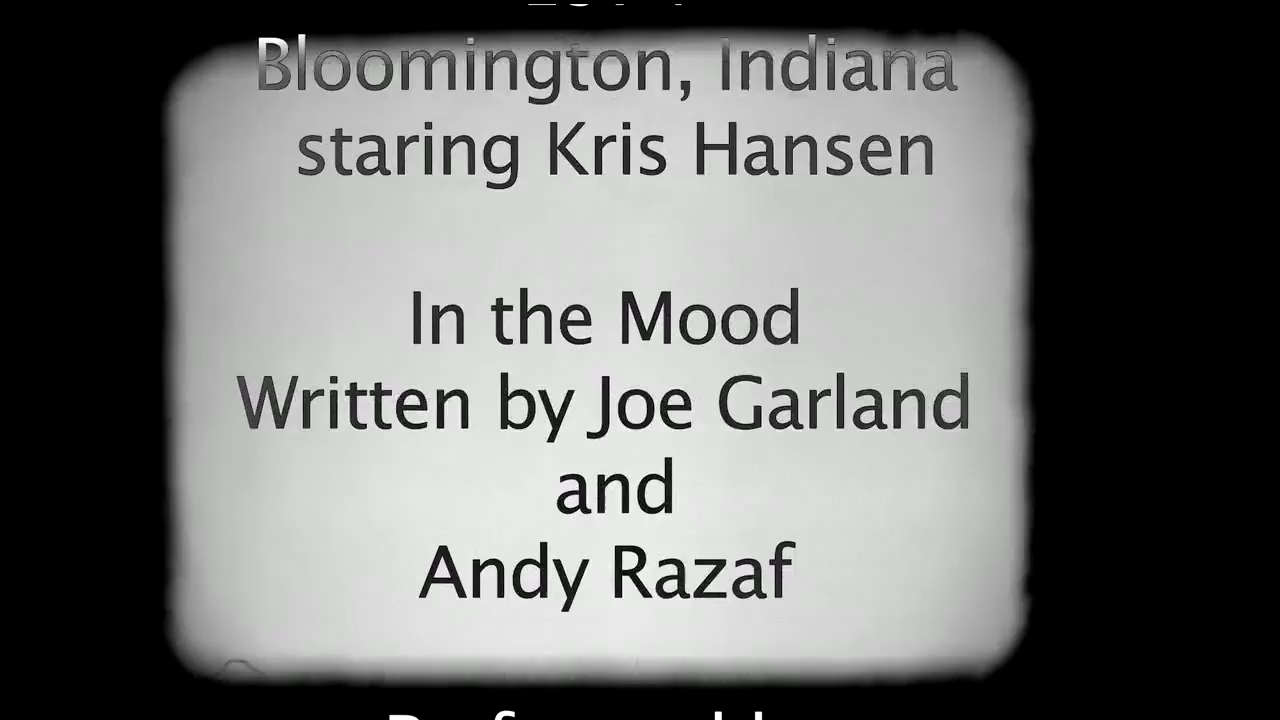 Bloomington, Indiana
staring Kris Hansen
In the Mood
Written by Joe Garland
and
Andy Razaf